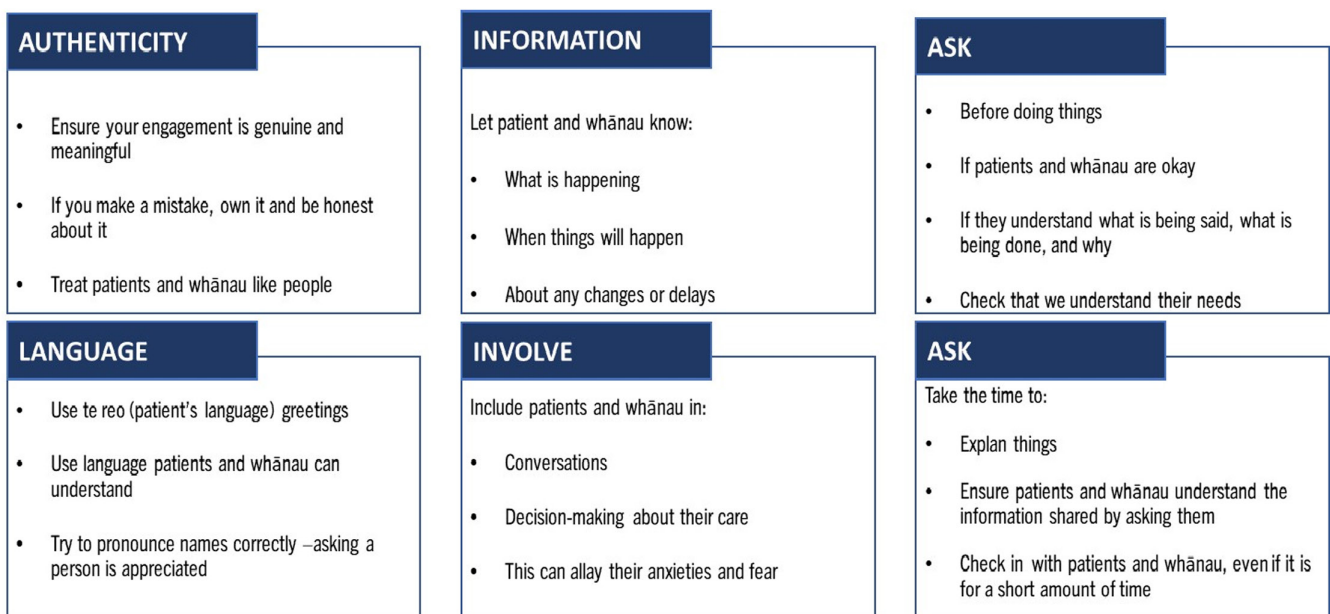 AUTHENTICITY
• Ensure your engagement is genuine and
meaningful
• If you make a mistake, own it and be honest
about it
• Treat patients and whānau like people
INFORMATION
Let patient and whānau know:
• What is happening
• When things will happen
• About any changes or delays
ASK
• Before doing things
• If patients and whānau are okay
• If they understand what is being said, what is
being done, and why
• Check that we understand their needs
LANGUAGE
• Use te reo (patient's language) greetings
• Use language patients and whānau can
understand
• Try to pronounce names correctly –asking a
person is appreciated
INVOLVE
Include patients and whānau in:
• Conversations
• Decision-making about their care
• This can allay their anxieties and fear
ASK
Take the time to:
• Explan things
• Ensure patients and whānau understand the
information shared by asking them
• Check in with patients and whānau, even if it is
for a short amount of time